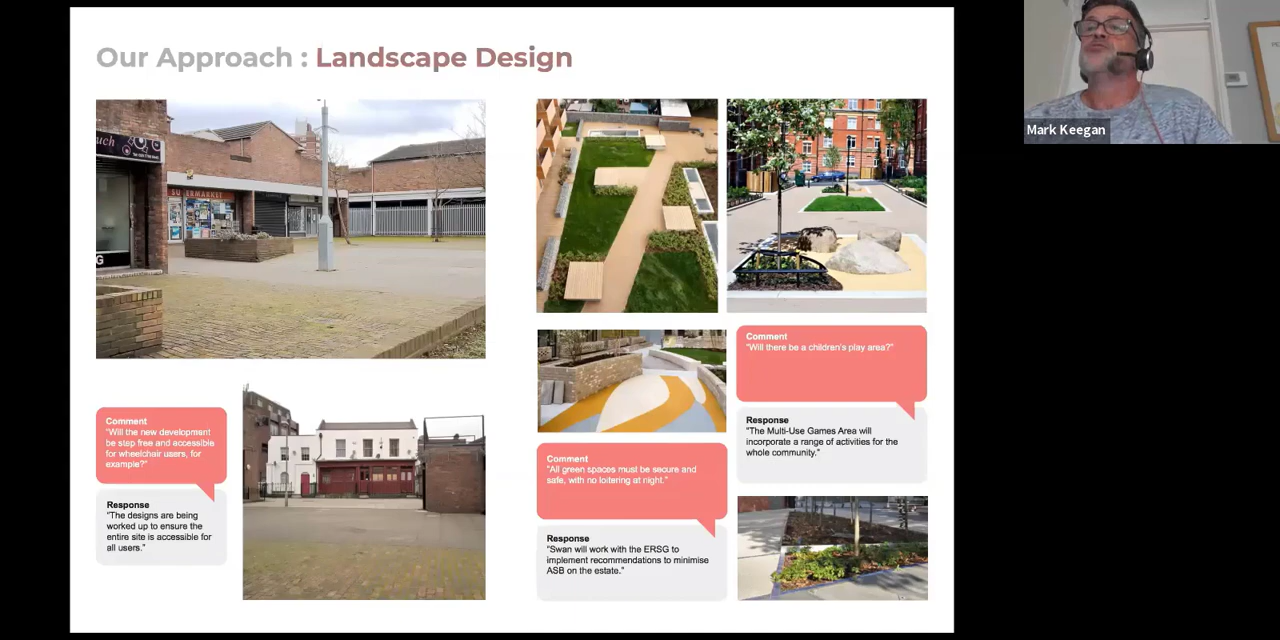 Our Approach : Landscape Design
Mark Keegan
uch
SUPERMARKET
G
Comment
"Will the new development
be step free and accessible
for wheelchair users, for
example?"
Response
"The designs are being
worked up to ensure the
entire site is accessible for
all users."
Comment
"All green spaces must be secure and
safe, with no loitering at night."
Response
"Swan will work with the ERSG to
implement recommendations to minimise
ASB on the estate."
Comment
"Will there be a children's play area?"
Response
"The Multi-Use Games Area will
incorporate a range of activities for the
whole community."